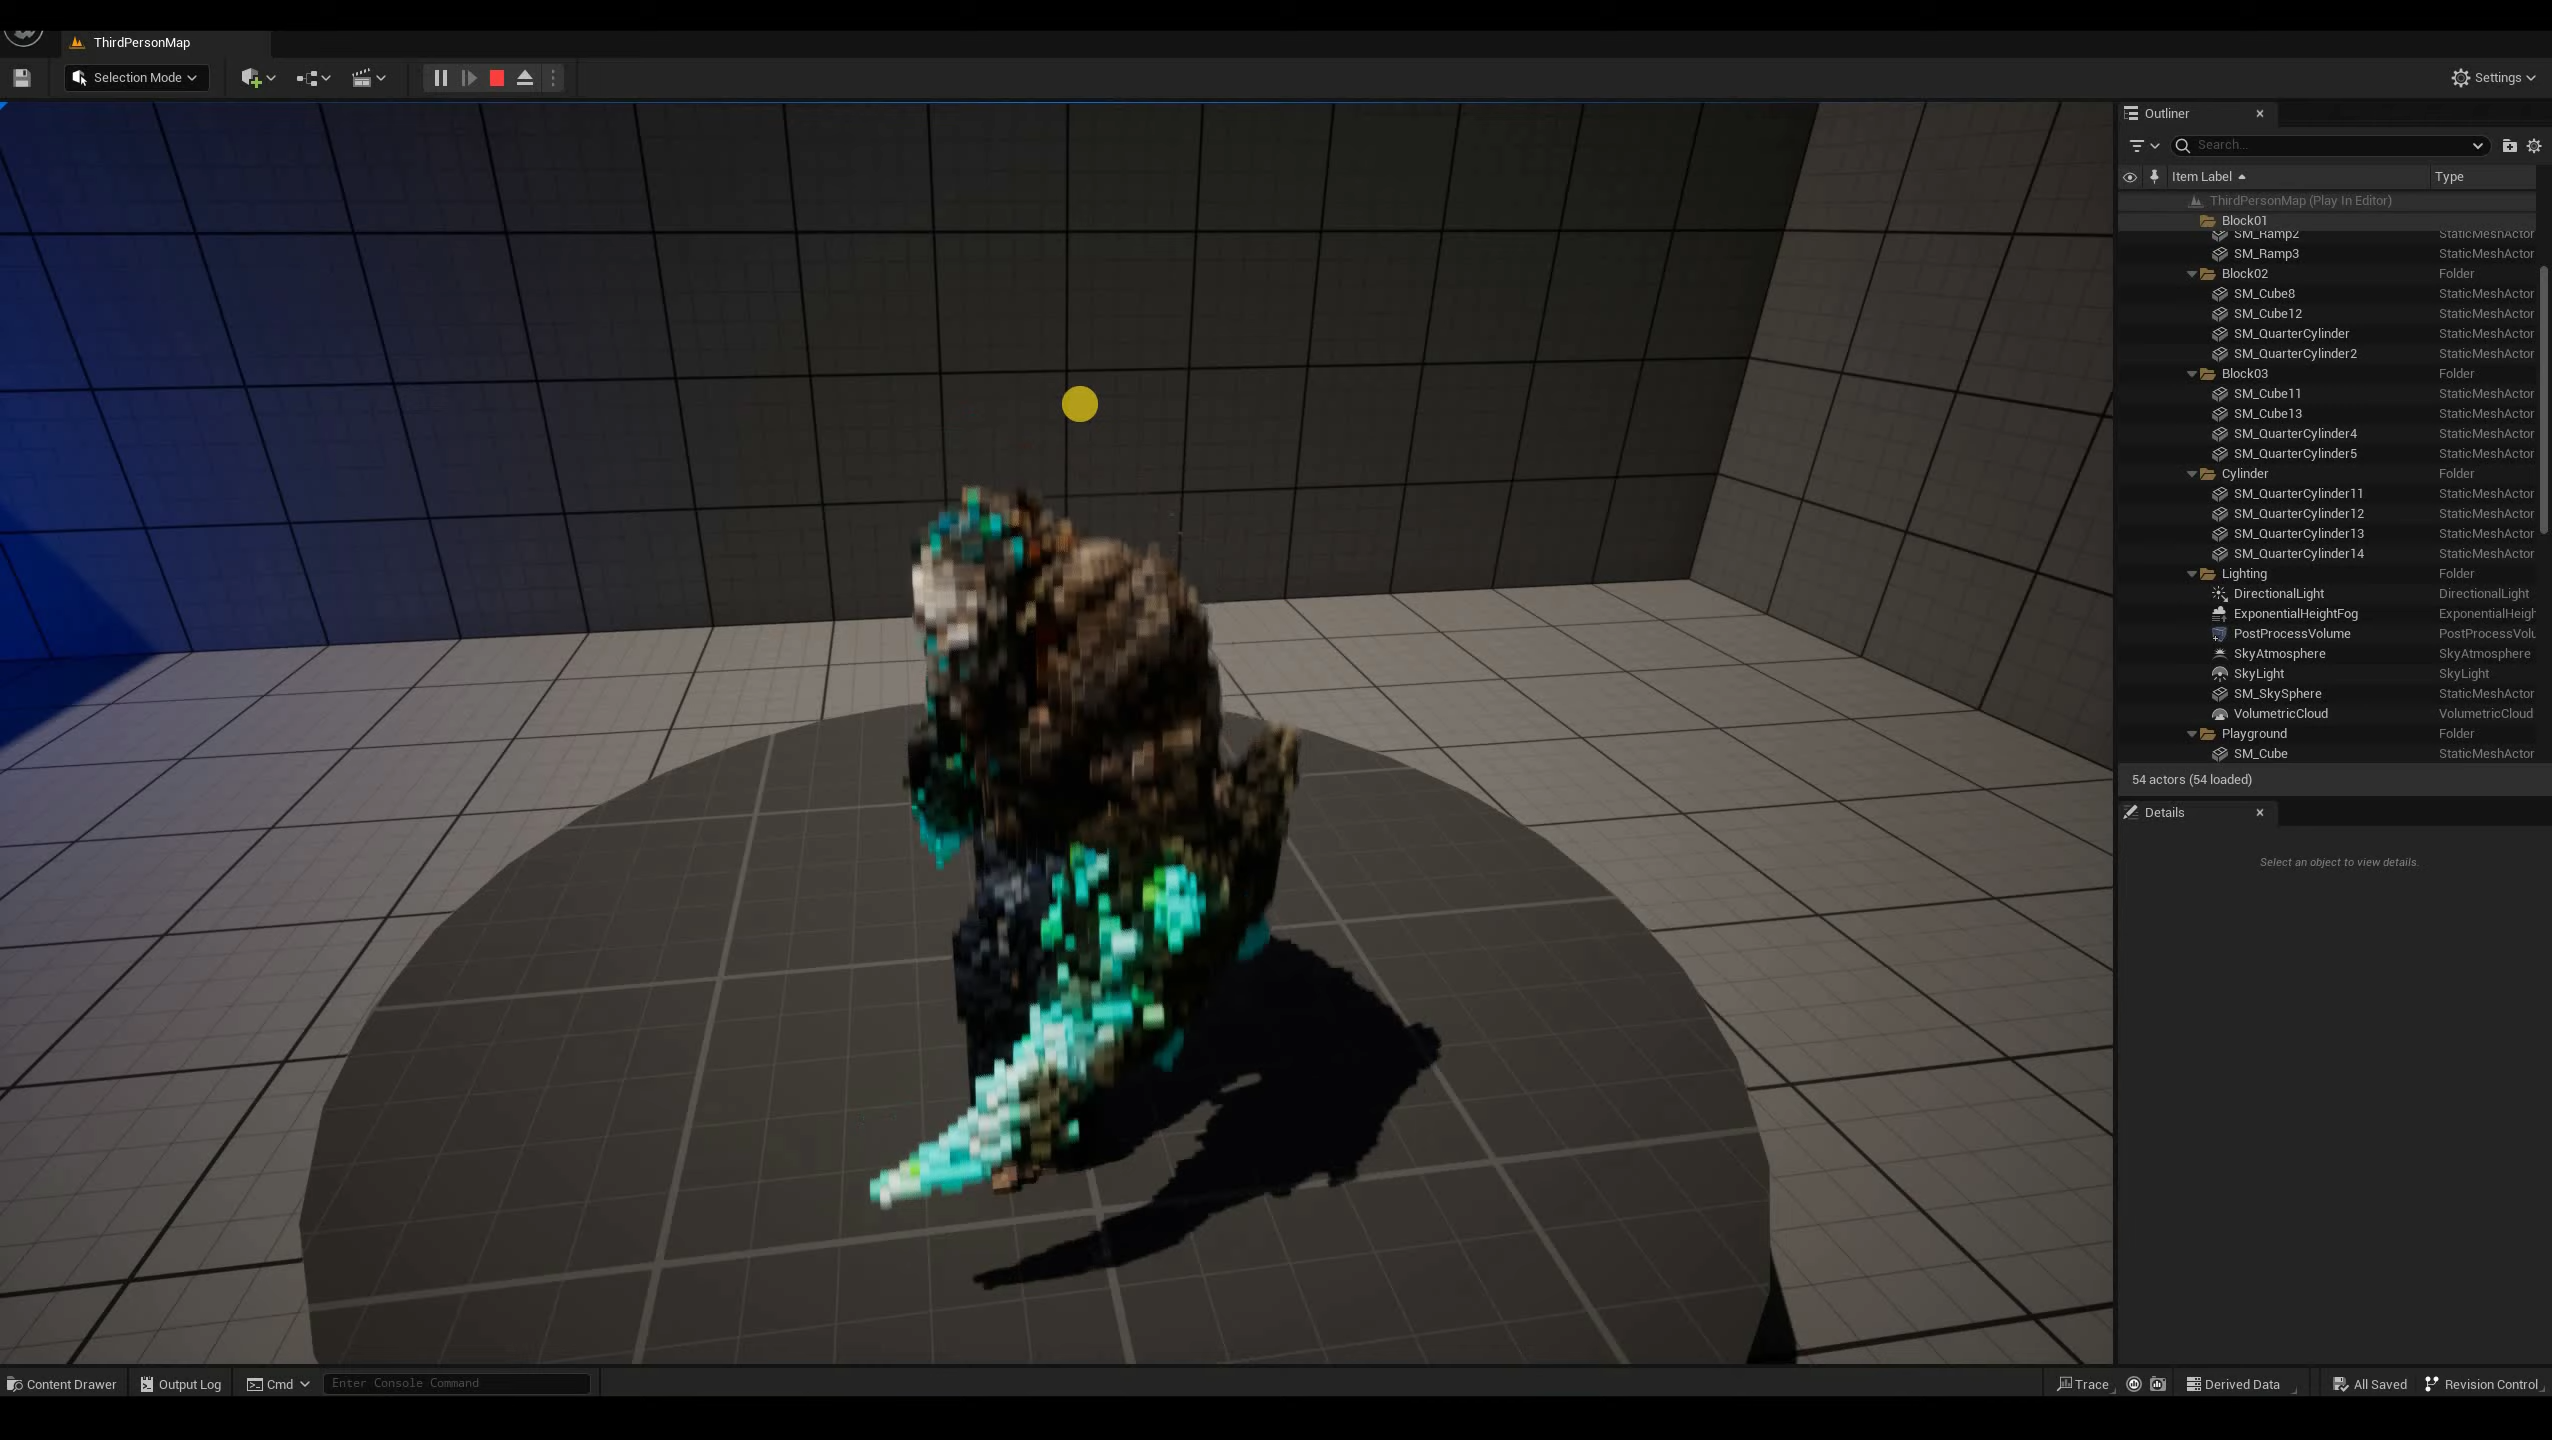 ThirdPersonMap
Selection Mode
Settings
Outliner
Search...
Item Label
Type
ThirdPersonMap (Play In Editor)
Block01
SM_Ramp2 StaticMeshActor
SM_Ramp3 StaticMeshActor
Block02 Folder
SM_Cube8 StaticMeshActor
SM_Cube12 StaticMeshActor
SM_QuarterCylinder StaticMeshActor
SM_QuarterCylinder2 StaticMeshActor
Block03 Folder
SM_Cube11 StaticMeshActor
SM_Cube13 StaticMeshActor
SM_QuarterCylinder4 StaticMeshActor
SM_QuarterCylinder5 StaticMeshActor
Cylinder Folder
SM_QuarterCylinder11 StaticMeshActor
SM_QuarterCylinder12 StaticMeshActor
SM_QuarterCylinder13 StaticMeshActor
SM_QuarterCylinder14 StaticMeshActor
Lighting Folder
DirectionalLight DirectionalLight
ExponentialHeightFog ExponentialHeigh
PostProcessVolume PostProcessVolu
SkyAtmosphere SkyAtmosphere
SkyLight SkyLight
SM_SkySphere StaticMeshActor
VolumetricCloud VolumetricCloud
Playground Folder
SM_Cube StaticMeshActor
54 actors (54 loaded)
Details
Select an object to view details.
Content Drawer
Output Log
Cmd
Enter Console Command
Trace
Derived Data
All Saved
Revision Control